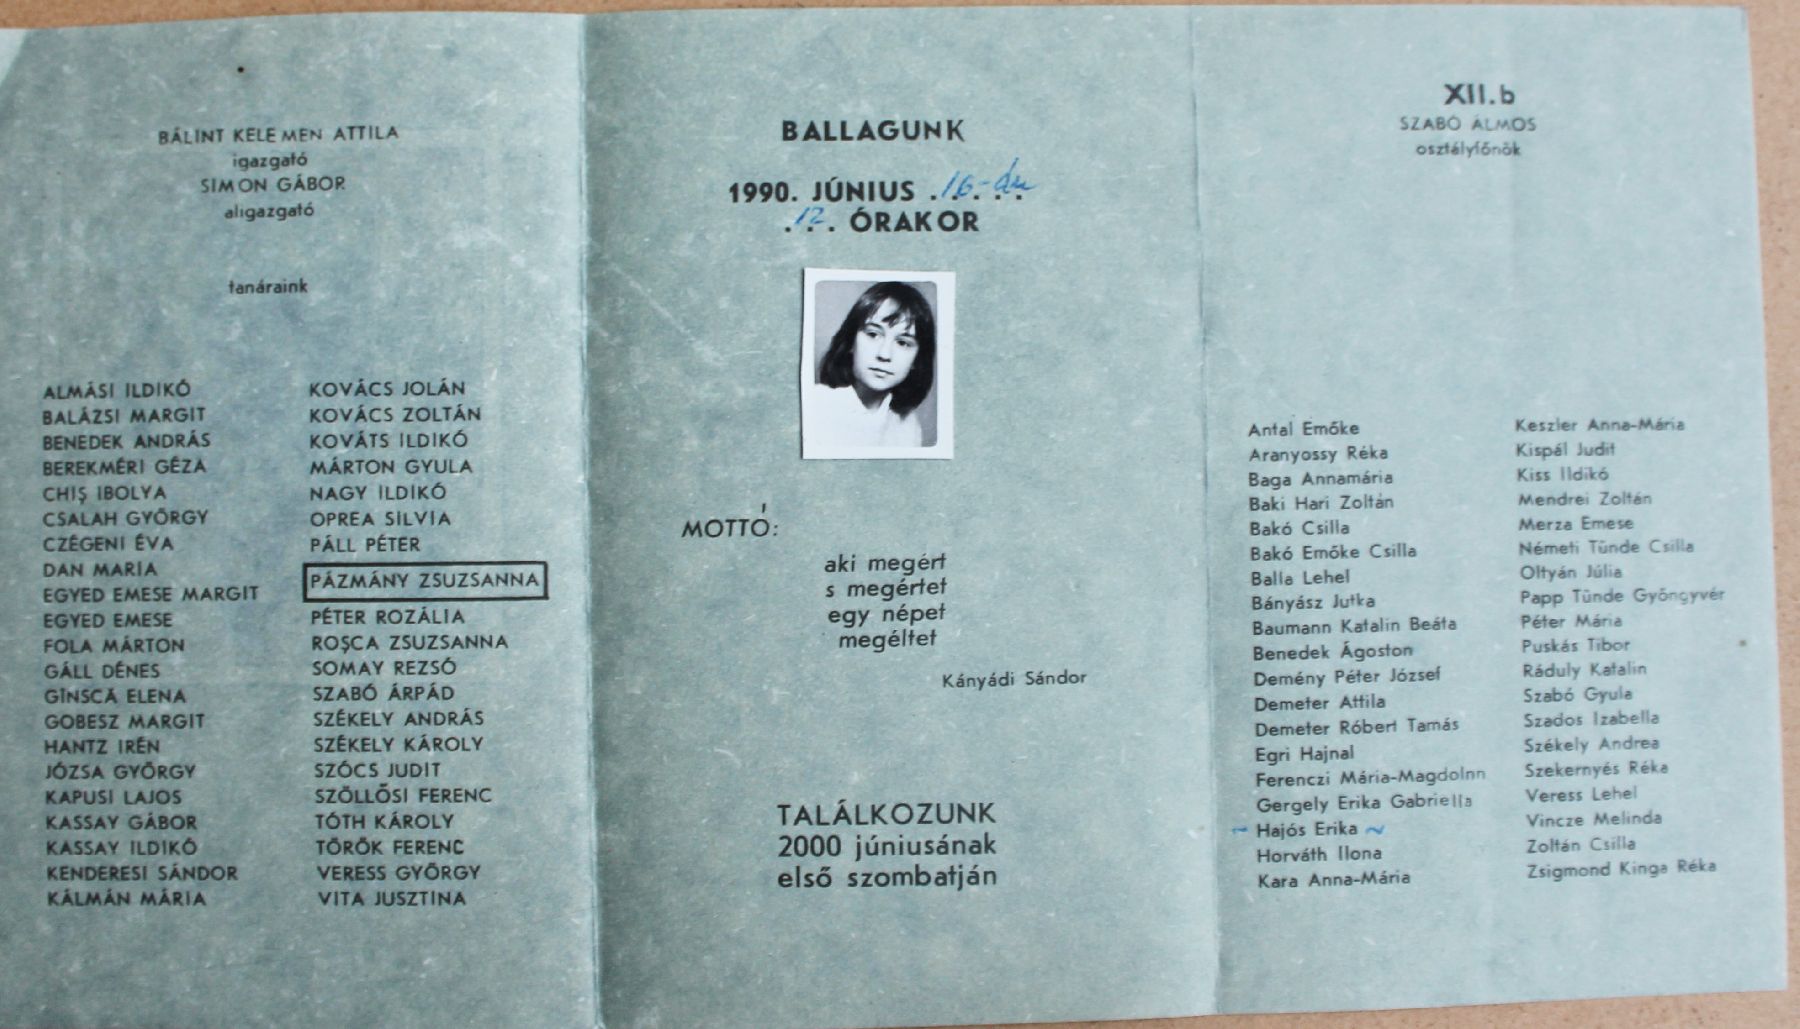 BÁLINT KELEMEN ATTILA
igazgató
SIMON GÁBOR
aligazgató
tanáraink
ALMÁSI ILDIKÓ
BALÁZSI MARGIT
BENEDEK ANDRÁS
BEREKMÉRI GÉZA
CHIŞ IBOLYA
CSALAH GYÖRGY
CZÉGENI ÉVA
DAN MARIA
EGYED EMESE MARGIT
EGYED EMESE
FOLA MÁRTON
GÁLL DÉNES
GÎNSCĂ ELENA
GOBESZ MARGIT
HANTZ IRÉN
JÓZSA GYÖRGY
KAPUSI LAJOS
KASSAY GÁBOR
KASSAY ILDIKÓ
KENDERESI SÁNDOR
KÁLMÁN MÁRIA
KOVÁCS JOLÁN
KOVÁCS ZOLTÁN
KOVÁTS ILDIKÓ
MÁRTON GYULA
NAGY ILDIKÓ
OPREA SILVIA
PÁLL PÉTER
PÁZMÁNY ZSUZSANNA
PÉTER ROZÁLIA
ROŞCA ZSUZSANNA
SOMAY REZSÓ
SZABÓ ÁRPÁD
SZÉKELY ANDRÁS
SZÉKELY KÁROLY
SZÓCS JUDIT
SZÖLLŐSI FERENC
TÓTH KÁROLY
TÖRÖK FERENC
VERESS GYÖRGY
VITA JUSZTINA
BALLAGUNK
1990. JÚNIUS 16-án
12 ÓRAKOR
MOTTÓ:
aki megért
s megértet
egy népet
megéltet
Kányádi Sándor
TALÁLKOZUNK
2000 júniusának
első szombatján
XII.b
SZABÓ ÁLMOS
osztályfőnök
Antal Emőke
Aranyossy Réka
Baga Annamária
Baki Hari Zoltán
Bakó Csilla
Bakó Emőke Csilla
Balla Lehel
Bányász Jutka
Baumann Katalin Beáta
Benedek Ágoston
Demény Péter József
Demeter Attila
Demeter Róbert Tamás
Egri Hajnal
Ferenczi Mária-Magdolnn
Gergely Erika Gabriella
~ Hajós Erika ~
Horváth Ilona
Kara Anna-Mária
Keszler Anna-Mária
Kispál Judit
Kiss Ildikó
Mendrei Zoltán
Merza Emese
Németi Tünde Csilla
Oltyán Júlia
Papp Tünde Gyöngyvér
Péter Mária
Puskás Tibor
Ráduly Katalin
Szabó Gyula
Szados Izabella
Székely Andrea
Szekernyés Réka
Veress Lehel
Vincze Melinda
Zoltán Csilla
Zsigmond Kinga Réka